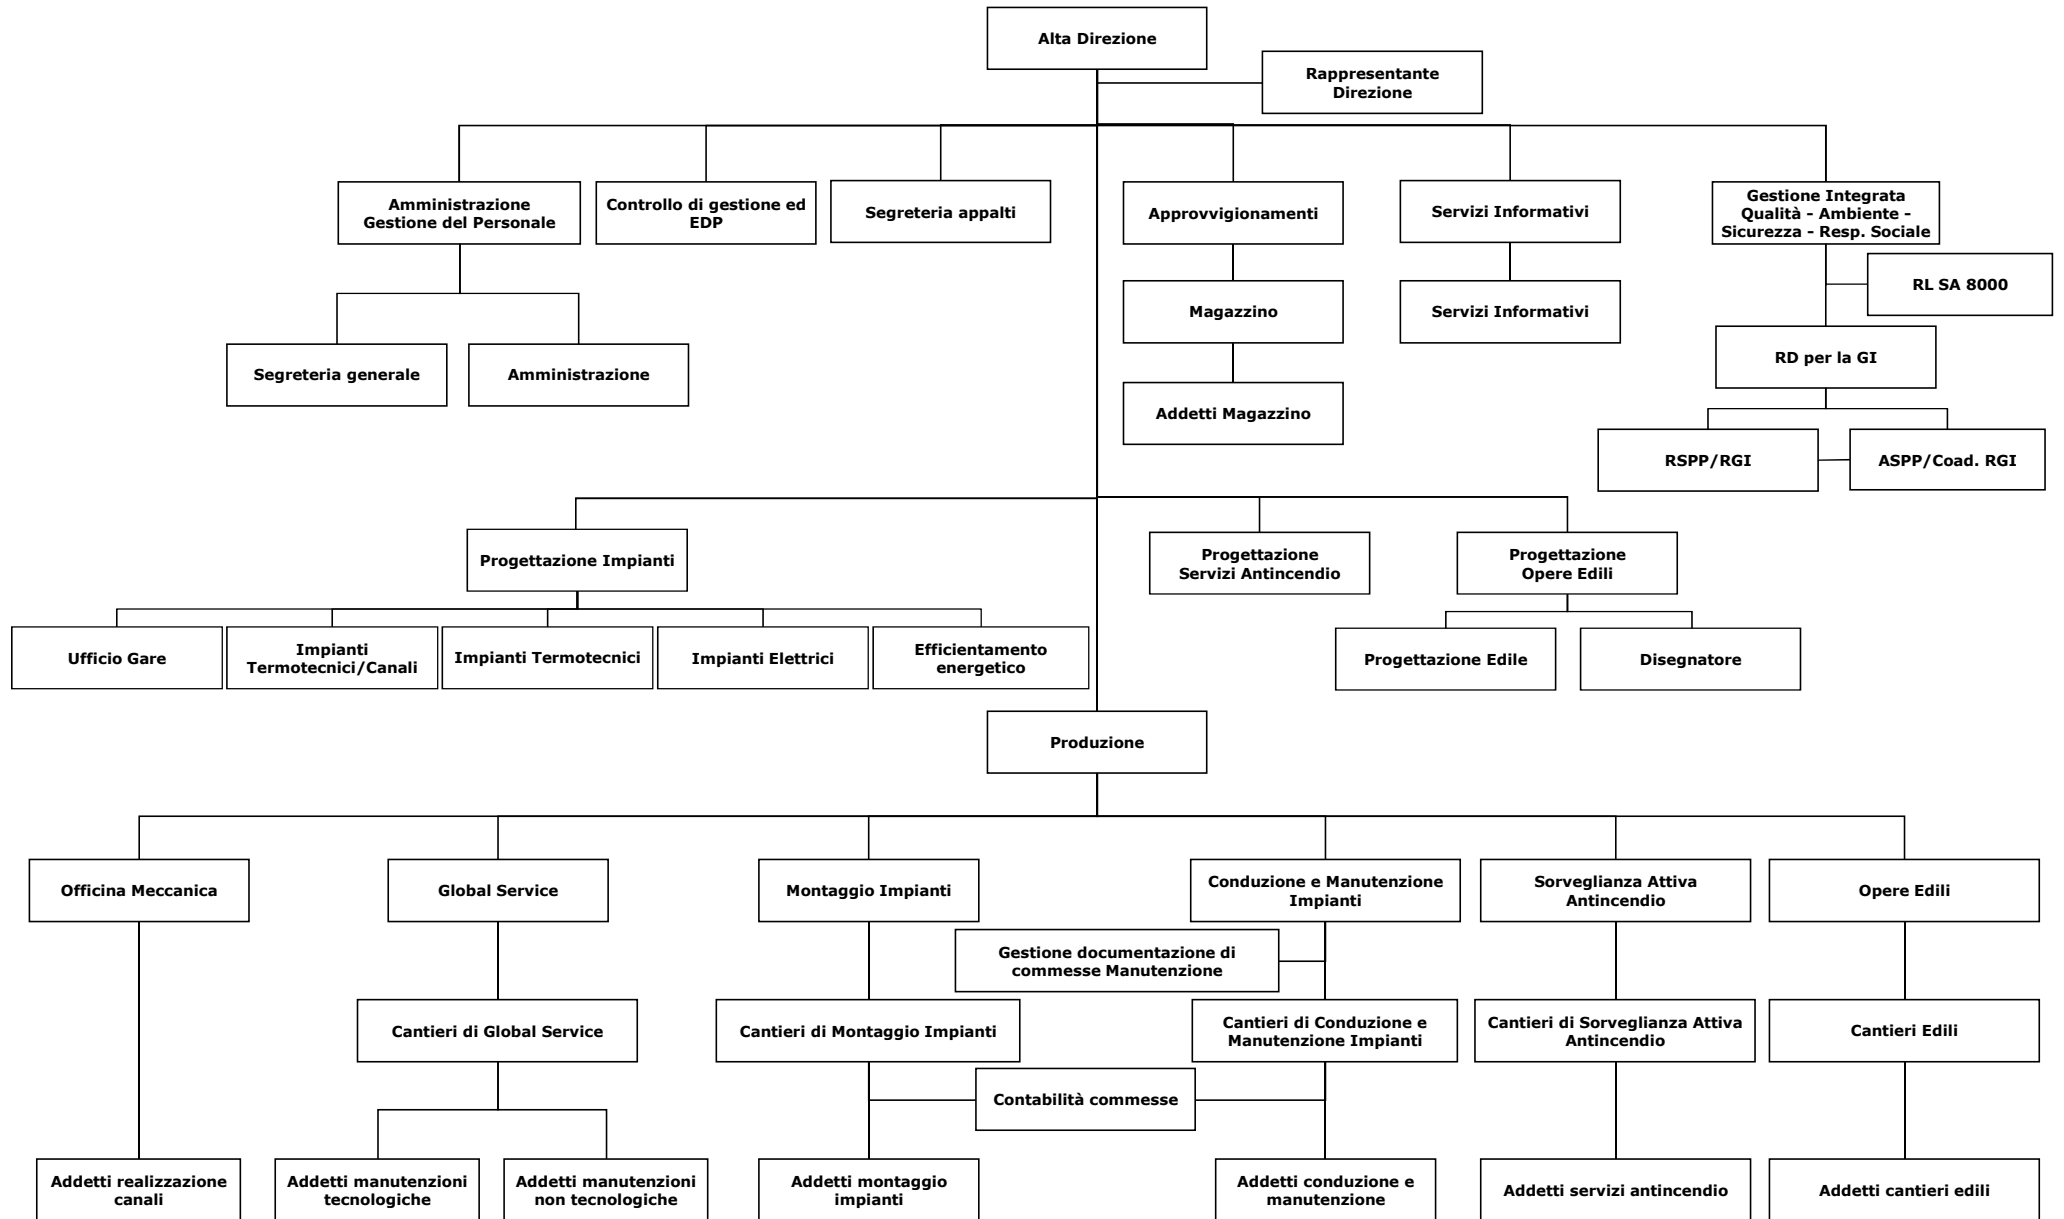 Alta Direzione
Rappresentante
Direzione
Amministrazione
Gestione del Personale
Controllo di gestione ed
EDP
Segreteria appalti
Approvvigionamenti
Servizi Informativi
Gestione Integrata
Qualità - Ambiente -
Sicurezza - Resp. Sociale
RL SA 8000
Magazzino
Servizi Informativi
RD per la GI
Segreteria generale
Amministrazione
Addetti Magazzino
RSPP/RGI
ASPP/Coad. RGI
Progettazione Impianti
Progettazione
Servizi Antincendio
Progettazione
Opere Edili
Ufficio Gare
Impianti
Termotecnici/Canali
Impianti Termotecnici
Impianti Elettrici
Efficientamento
energetico
Progettazione Edile
Disegnatore
Produzione
Officina Meccanica
Global Service
Montaggio Impianti
Conduzione e Manutenzione
Impianti
Sorveglianza Attiva
Antincendio
Opere Edili
Gestione documentazione di
commesse Manutenzione
Cantieri di Global Service
Cantieri di Montaggio Impianti
Cantieri di Conduzione e
Manutenzione Impianti
Cantieri di Sorveglianza Attiva
Antincendio
Cantieri Edili
Contabilità commesse
Addetti realizzazione
canali
Addetti manutenzioni
tecnologiche
Addetti manutenzioni
non tecnologiche
Addetti montaggio
impianti
Addetti conduzione e
manutenzione
Addetti servizi antincendio
Addetti cantieri edili